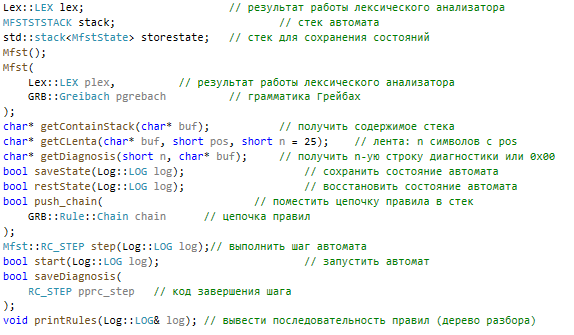 Lex::LEX lex; // результат работы лексического анализатора
MFSTSTSTACK stack; // стек автомата
std::stack<MfstState> storestate; // стек для сохранения состояний
Mfst();
Mfst(
Lex::LEX plex, // результат работы лексического анализатора
GRB::Greibach pgrebach // грамматика Грейбах
);
char* getContainStack(char* buf); // получить содержимое стека
char* getCLenta(char* buf, short pos, short n = 25); // лента: n символов с pos
char* getDiagnosis(short n, char* buf); // получить n-ую строку диагностики или 0x00
bool saveState(Log::LOG log); // сохранить состояние автомата
bool restState(Log::LOG log); // восстановить состояние автомата
bool push_chain( // поместить цепочку правила в стек
GRB::Rule::Chain chain // цепочка правил
);
Mfst::RC_STEP step(Log::LOG log);// выполнить шаг автомата
bool start(Log::LOG log); // запустить автомат
bool saveDiagnosis(
RC_STEP pprc_step // код завершения шага
);
void printRules(Log::LOG& log); // вывести последовательность правил (дерево разбора)